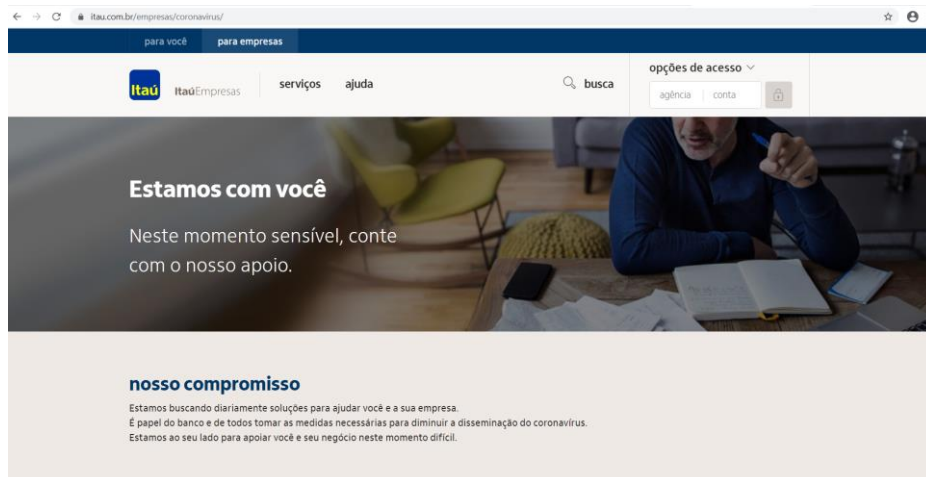 itau.com.br/empresas/coronavirus/
para você para empresas
Itaú ItaúEmpresas serviços ajuda busca opções de acesso
agência conta
Estamos com você
Neste momento sensível, conte
com o nosso apoio.
nosso compromisso
Estamos buscando diariamente soluções para ajudar você e a sua empresa.
É papel do banco e de todos tomar as medidas necessárias para diminuir a disseminação do coronavírus.
Estamos ao seu lado para apoiar você e seu negócio neste momento difícil.